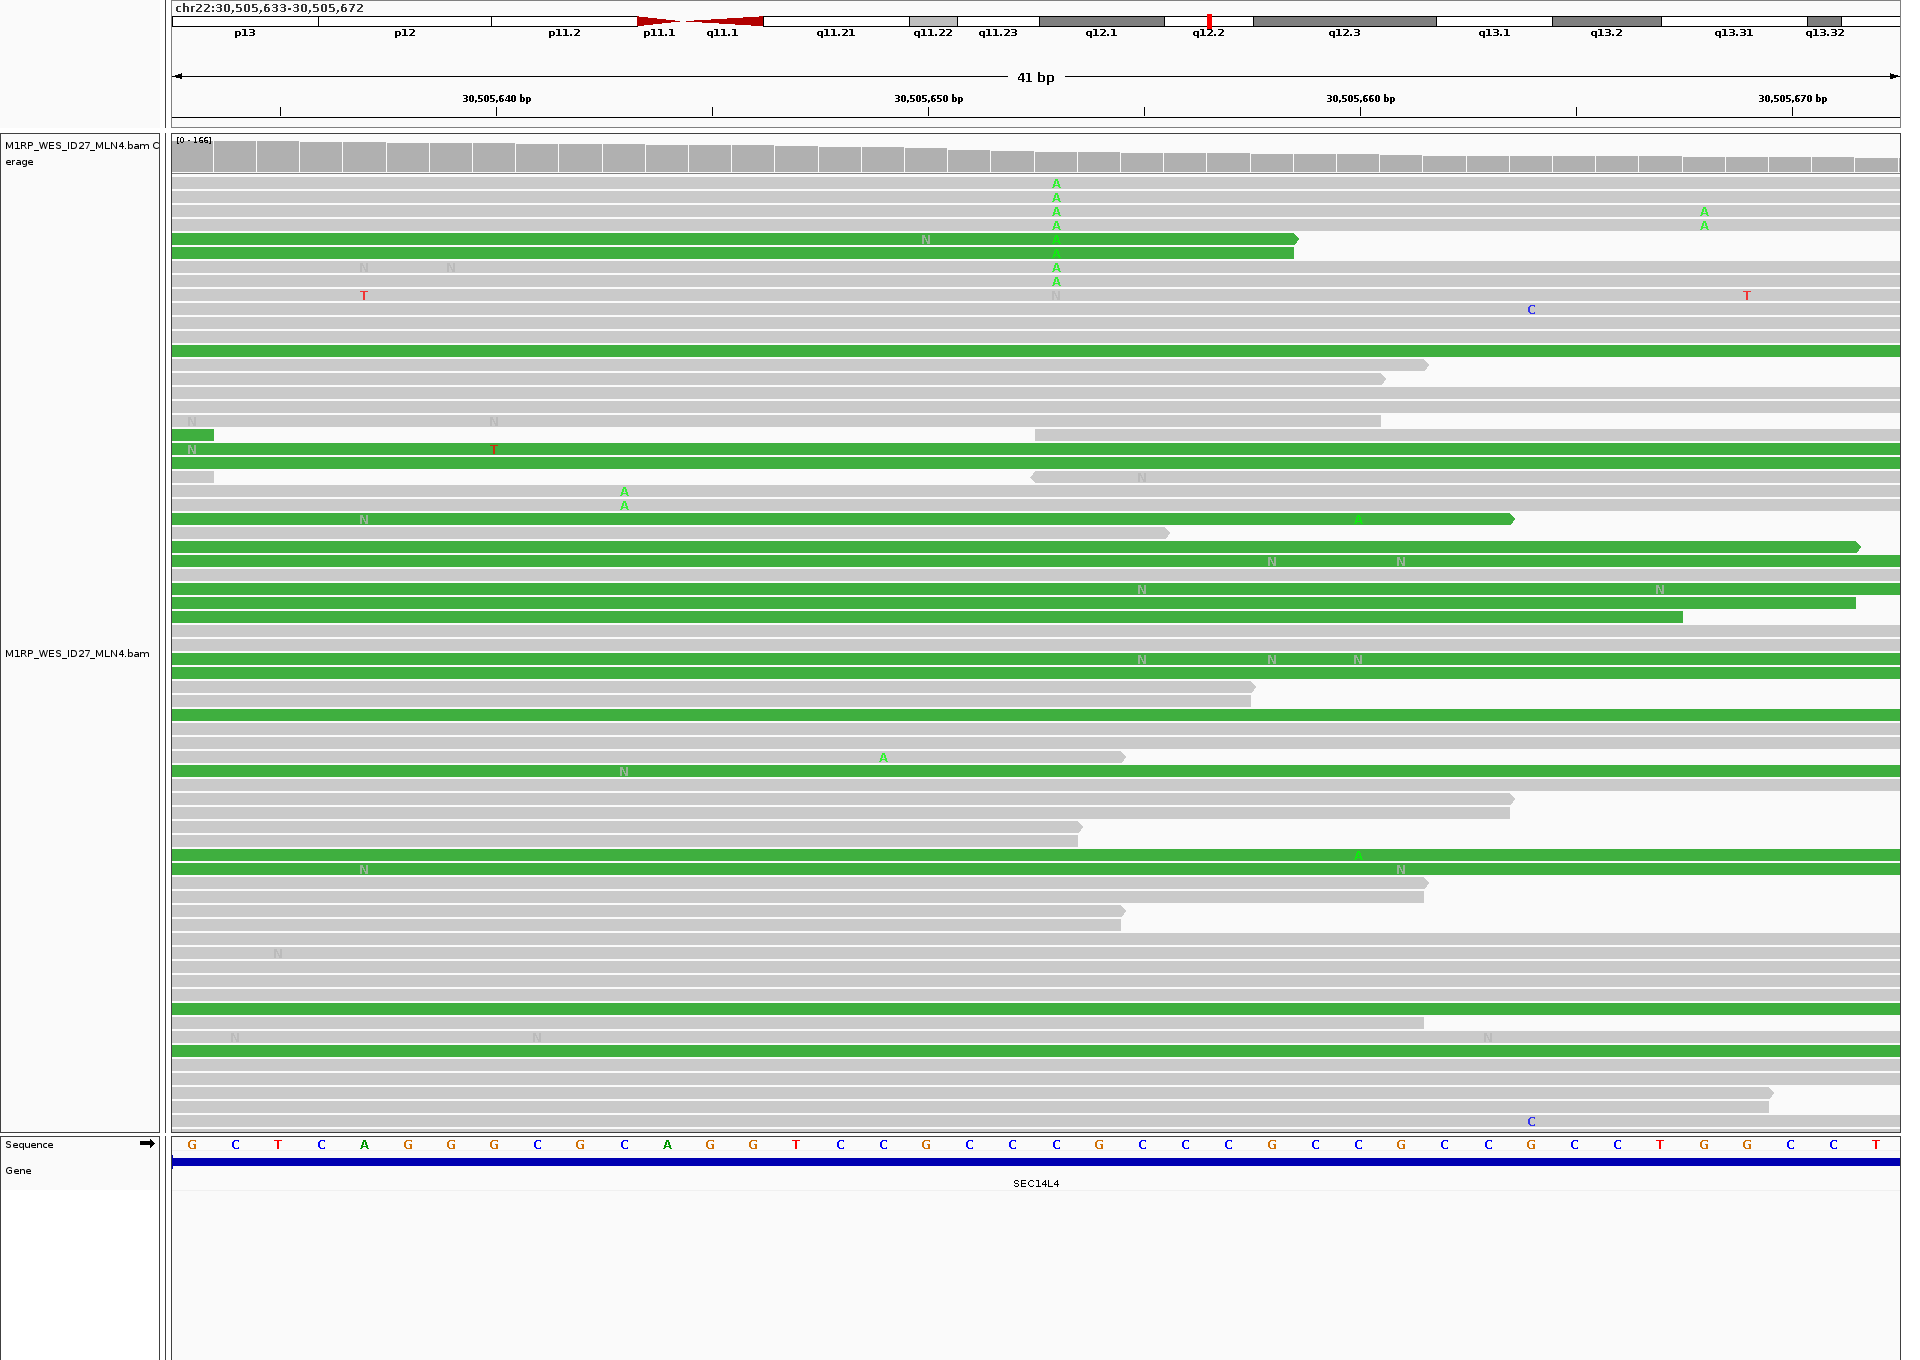 chr22:30,505,633-30,505,672
p13 p12 p11.2 p11.1 q11.1 q11.21 q11.22 q11.23 q12.1 q12.2 q12.3 q13.1 q13.2 q13.31 q13.32
41 bp
30,505,640 bp 30,505,650 bp 30,505,660 bp 30,505,670 bp
[0 - 166]
M1RP_WES_ID27_MLN4.bam C
erage
A
A
A A
A A
N A
A
N N A
A
T N T
C
N N
N T
N
A
A
N A
N N
N N
M1RP_WES_ID27_MLN4.bam
N N N
A
N
A
N N
N
N N N
C
Sequence G C T C A G G G C G C A G G T C C G C C C G C C C G C C G C C G C C T G G C C T
Gene
SEC14L4